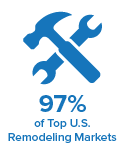 97%
of Top U.S.
Remodeling Markets